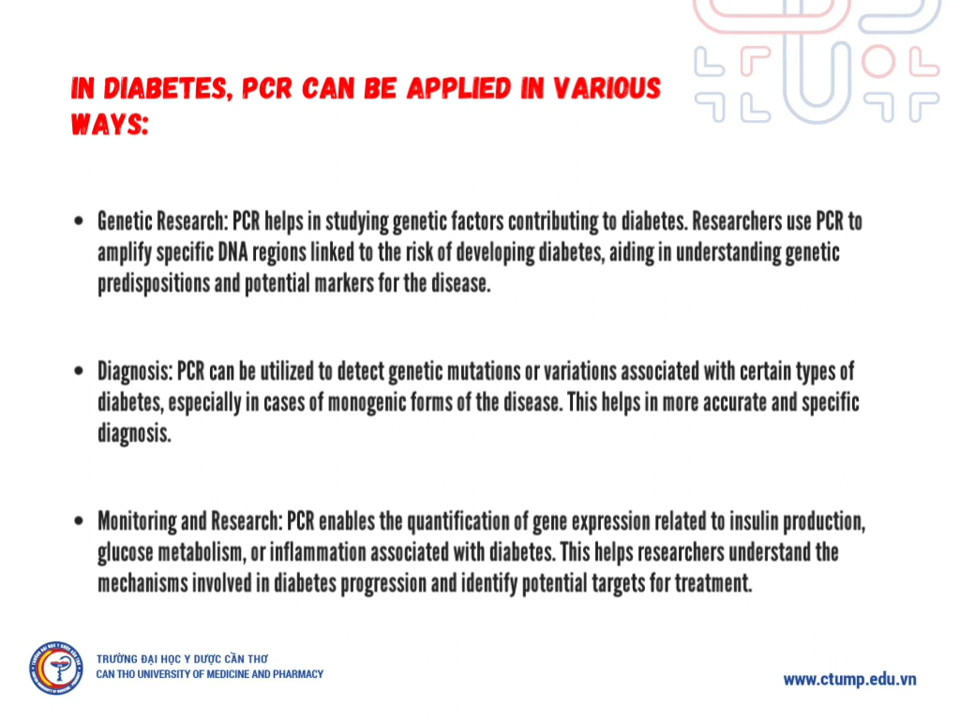 IN DIABETES, PCR CAN BE APPLIED IN VARIOUS
WAYS:
• Genetic Research: PCR helps in studying genetic factors contributing to diabetes. Researchers use PCR to
amplify specific DNA regions linked to the risk of developing diabetes, aiding in understanding genetic
predispositions and potential markers for the disease.
• Diagnosis: PCR can be utilized to detect genetic mutations or variations associated with certain types of
diabetes, especially in cases of monogenic forms of the disease. This helps in more accurate and specific
diagnosis.
• Monitoring and Research: PCR enables the quantification of gene expression related to insulin production,
glucose metabolism, or inflammation associated with diabetes. This helps researchers understand the
mechanisms involved in diabetes progression and identify potential targets for treatment.
TRƯỜNG ĐẠI HỌC Y DƯỢC CẦN THƠ
CAN THO UNIVERSITY OF MEDICINE AND PHARMACY
www.ctump.edu.vn